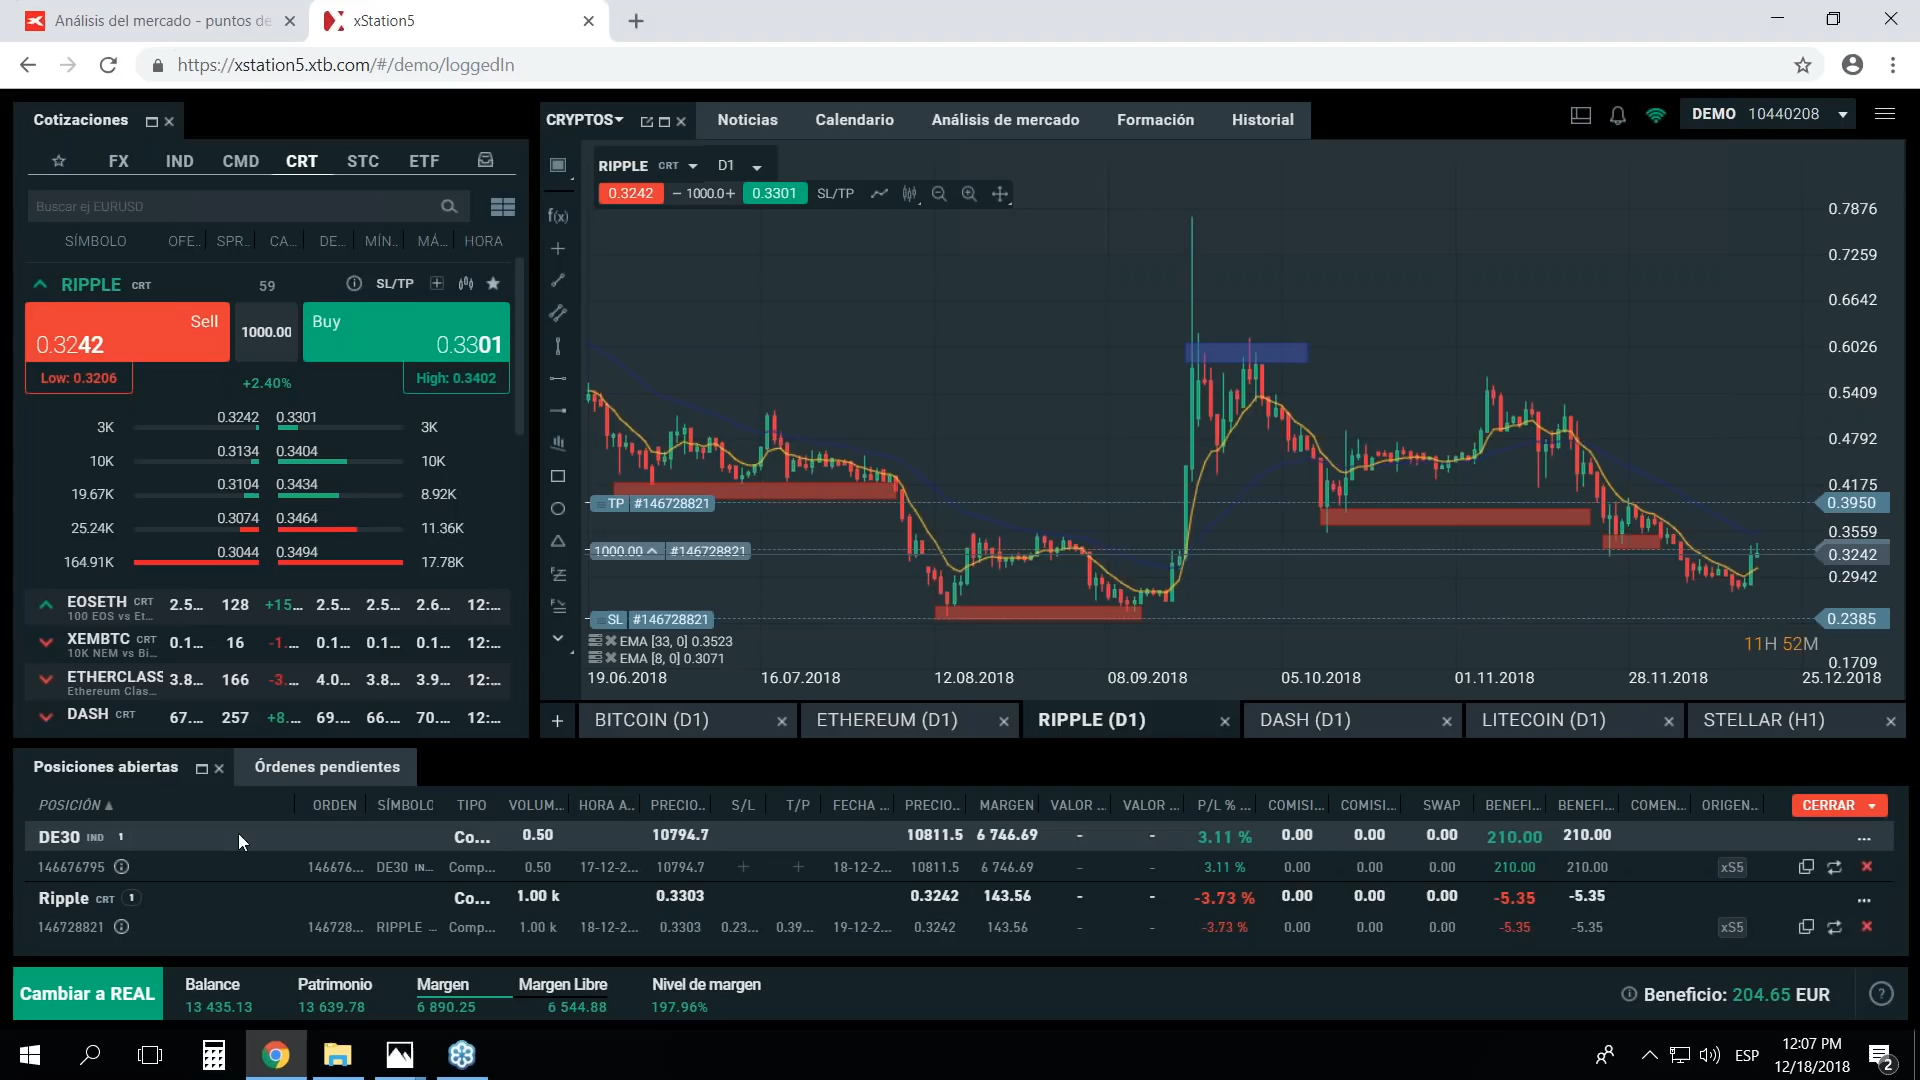 Análisis del mercado - puntos de
xStation5
https://xstation5.xtb.com/#/demo/loggedIn
Cotizaciones
FX IND CMD CRT STC ETF
Buscar ej EURUSD
SÍMBOLO OFE.. SPR.. CA... DE... MÍN.. MÁ... HORA
RIPPLE CRT 59 SL/TP
Sell 0.3242
1000.00
Buy 0.3301
Low: 0.3206
+2.40%
High: 0.3402
3K 0.3242 0.3301 3K
10K 0.3134 0.3404 10K
19.67K 0.3104 0.3434 8.92K
25.24K 0.3074 0.3464 11.36K
164.91K 0.3044 0.3494 17.78K
EOSETH CRT 2.5... 128 +15... 2.5... 2.5... 2.6... 12:...
100 EOS vs Et...
XEMBTC CRT 0.1... 16 -1.... 0.1... 0.1... 0.1... 12:...
10K NEM vs Bi...
ETHERCLASS 3.8... 166 -3.... 4.0... 3.8... 3.9... 12:...
Ethereum Clas...
DASH CRT 67.... 257 +8.... 69.... 66.... 70.... 12:...
CRYPTOS Noticias Calendario Análisis de mercado Formación Historial
DEMO 10440208
RIPPLE CRT D1
0.3242 − 1000.0+ 0.3301 SL/TP
f(x)
0.7876
0.7259
0.6642
0.6026
0.5409
0.4792
0.4175
0.3950
0.3559
0.3242
0.2942
0.2385
0.1709
TP #146728821
1000.00 #146728821
SL #146728821
EMA [33, 0] 0.3523
EMA [8, 0] 0.3071
11H 52M
19.06.2018 16.07.2018 12.08.2018 08.09.2018 05.10.2018 01.11.2018 28.11.2018 25.12.2018
BITCOIN (D1) ETHEREUM (D1) RIPPLE (D1) DASH (D1) LITECOIN (D1) STELLAR (H1)
Posiciones abiertas Órdenes pendientes
POSICIÓN ORDEN SÍMBOLO TIPO VOLUM... HORA A... PRECIO... S/L T/P FECHA ... PRECIO... MARGEN VALOR ... VALOR ... P/L % ... COMISI... COMISI... SWAP BENEFI... BENEFI... COMEN... ORIGEN... CERRAR
DE30 IND 1 Co... 0.50 10794.7 10811.5 6 746.69 - - 3.11 % 0.00 0.00 0.00 210.00 210.00 ...
146676795 146676... DE30 IN... Comp... 0.50 17-12-2... 10794.7 + + 18-12-2... 10811.5 6 746.69 - - 3.11 % 0.00 0.00 0.00 210.00 210.00 xS5
Ripple CRT 1 Co... 1.00 k 0.3303 0.3242 143.56 - - -3.73 % 0.00 0.00 0.00 -5.35 -5.35 ...
146728821 146728... RIPPLE ... Comp... 1.00 k 18-12-2... 0.3303 0.23... 0.39... 19-12-2... 0.3242 143.56 - - -3.73 % 0.00 0.00 0.00 -5.35 -5.35 xS5
Cambiar a REAL
Balance Patrimonio Margen Margen Libre Nivel de margen
13 435.13 13 639.78 6 890.25 6 544.88 197.96%
Beneficio: 204.65 EUR
ESP
12:07 PM
12/18/2018
2